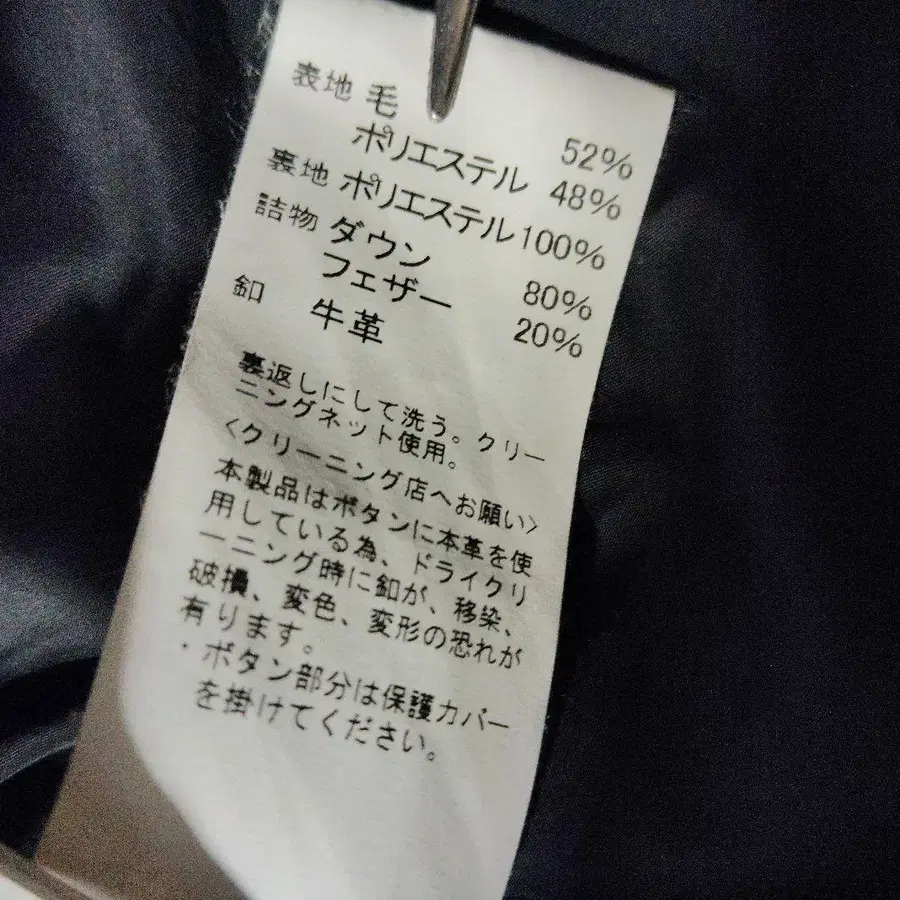 表地 毛 52%
ポリエステル 48%
裏地 ポリエステル 100%
詰物 ダウン 80%
フェザー 20%
釦 牛革
裏返しにして洗う。クリー
ニングネット使用。
<クリーニング店へお願い>
本製品はボタンに本革を使
用している為、ドライクリ
ーニング時に釦が、移染、
破損、変色、変形の恐れが
有ります。
・ボタン部分は保護カバー
を掛けてください。